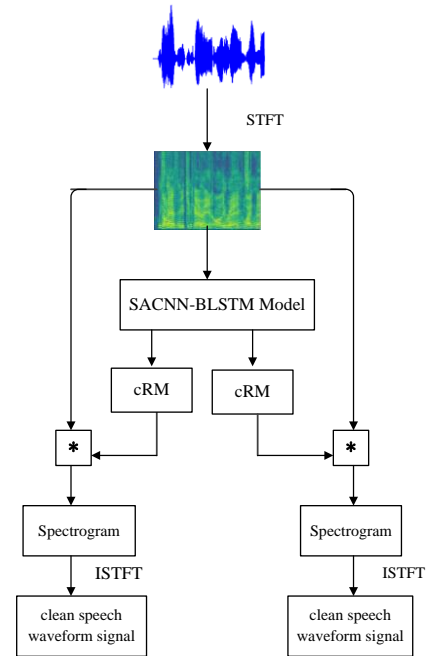 STFT
SACNN-BLSTM Model
cRM
cRM
*
*
Spectrogram
Spectrogram
ISTFT
ISTFT
clean speech
waveform signal
clean speech
waveform signal